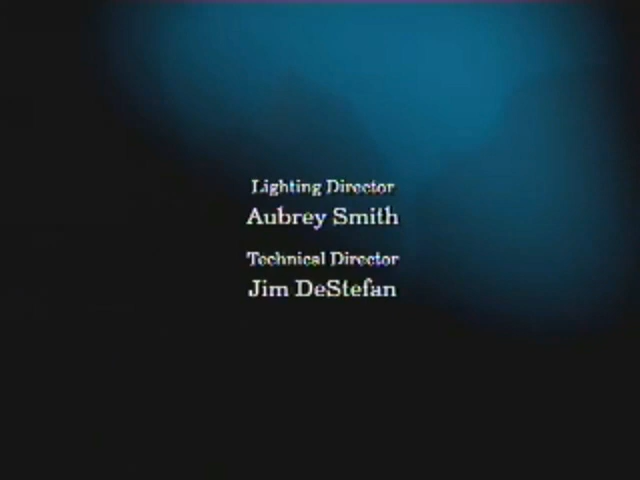 Lighting Director
Aubrey Smith
Technical Director
Jim DeStefan